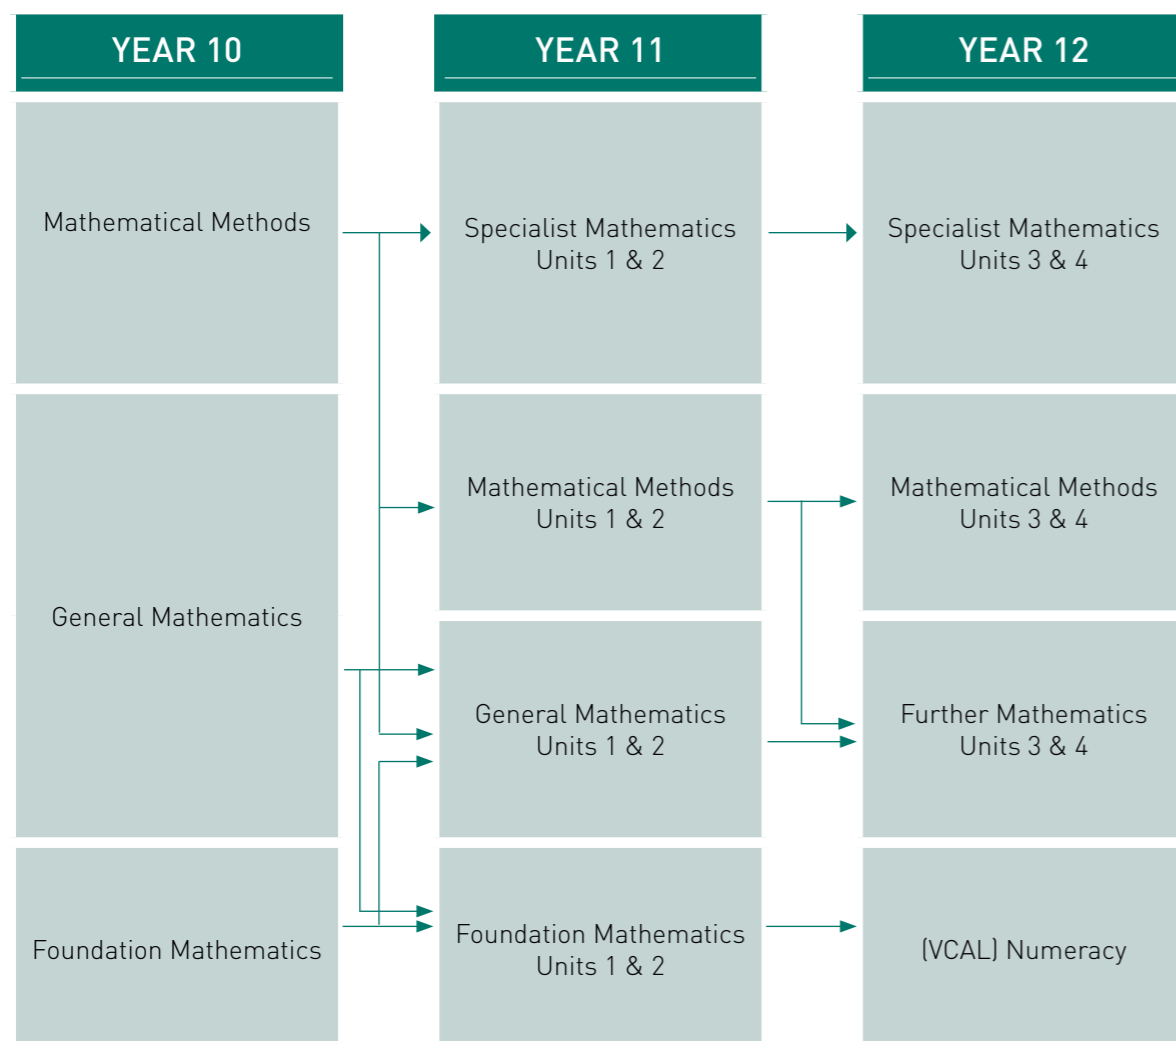 YEAR 10
YEAR 11
YEAR 12
Mathematical Methods
Specialist Mathematics
Units 1 & 2
Specialist Mathematics
Units 3 & 4
General Mathematics
Mathematical Methods
Units 1 & 2
Mathematical Methods
Units 3 & 4
General Mathematics
Units 1 & 2
Further Mathematics
Units 3 & 4
Foundation Mathematics
Foundation Mathematics
Units 1 & 2
(VCAL) Numeracy